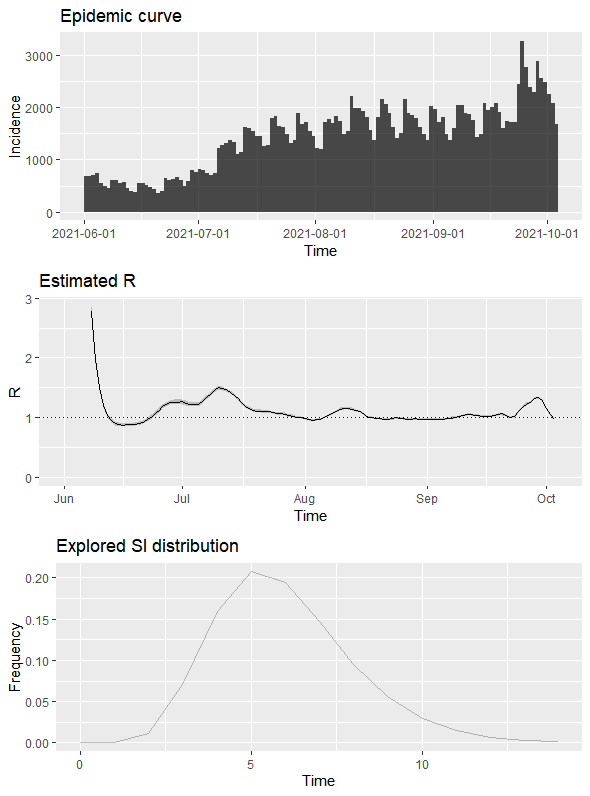 Epidemic curve
3000
2000
1000
0
Incidence
2021-06-01 2021-07-01 2021-08-01 2021-09-01 2021-10-01
Time
Estimated R
3
2
1
0
R
Jun Jul Aug Sep Oct
Time
Explored SI distribution
0.20
0.15
0.10
0.05
0.00
Frequency
0 5 10
Time